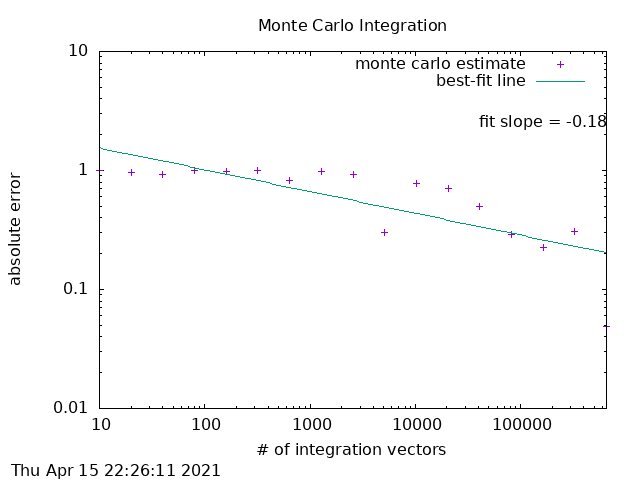 Monte Carlo Integration
10
monte carlo estimate
best-fit line
fit slope = -0.18
1
absolute error
0.1
0.01
10 100 1000 10000 100000
# of integration vectors
Thu Apr 15 22:26:11 2021